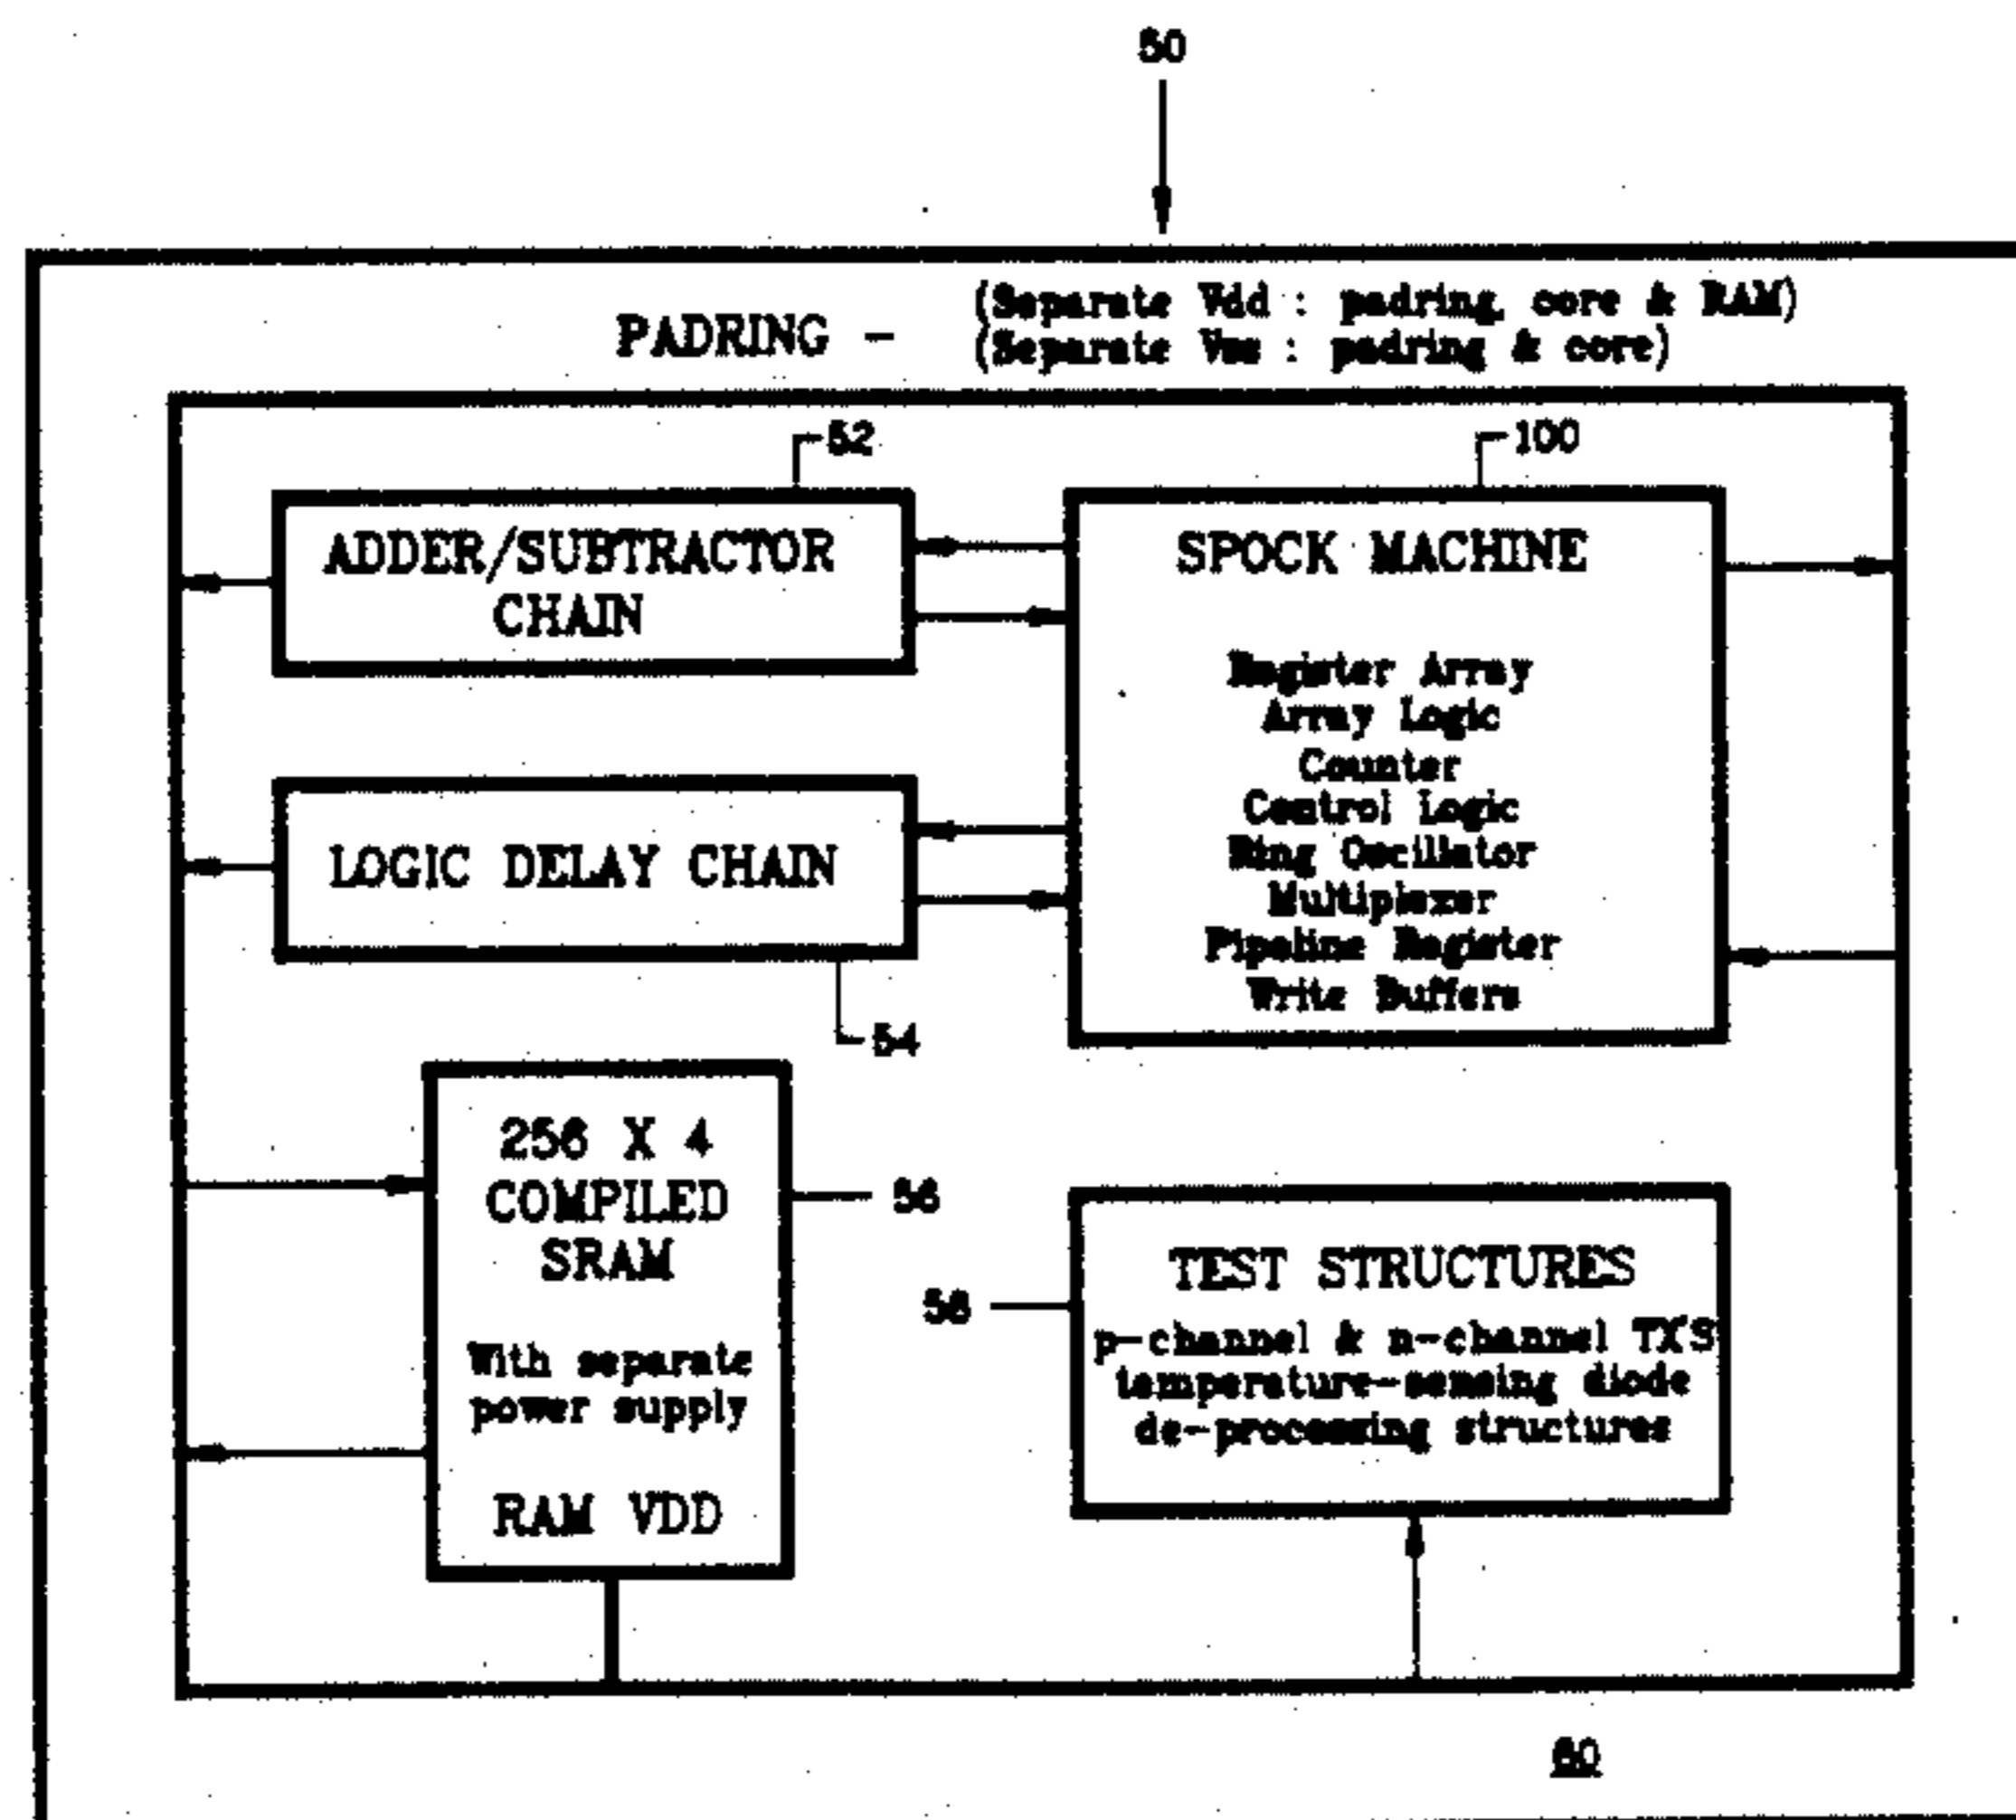 50
PADRING -
(Separate Vdd : padring, core & RAM)
(Separate Vss : padring & core)
52
100
ADDER/SUBTRACTOR
CHAIN
SPOCK MACHINE
Register Array
Array Logic
Counter
Control Logic
Ring Oscillator
Multiplexer
Pipeline Register
Write Buffers
LOGIC DELAY CHAIN
54
256 X 4
COMPILED
SRAM
With separate
power supply
RAM VDD
56
58
TEST STRUCTURES
p-channel & n-channel TX'S
temperature-sensing diode
de-processing structures
60